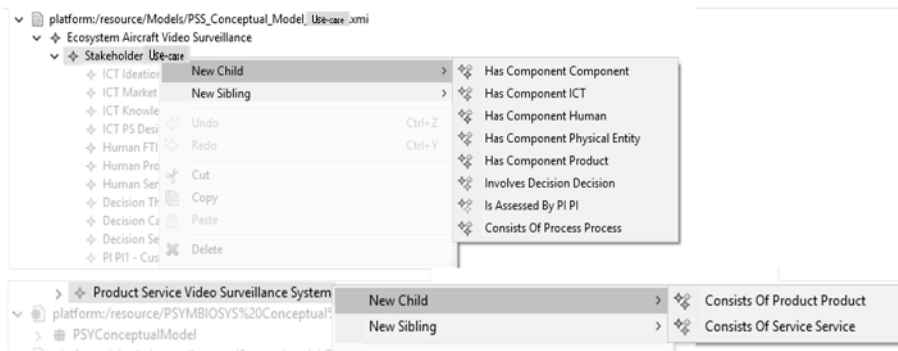 platform:/resource/Models/PSS_Conceptual_Model_Use-case.xmi
Ecosystem Aircraft Video Surveillance
Stakeholder Use-case
ICT Ideation
New Child > Has Component Component
ICT Market
New Sibling > Has Component ICT
ICT Knowle
Has Component Human
ICT PS Desi
Undo Ctrl+Z
Has Component Physical Entity
Human FTI
Redo Ctrl+Y
Has Component Product
Human Pro
Cut
Involves Decision Decision
Human Ser
Decision Th
Copy
Is Assessed By PI PI
Decision Ca
Paste
Consists Of Process Process
Decision Se
Delete
PI PI1 - Cus
Product Service Video Surveillance System
New Child > Consists Of Product Product
platform:/resource/PSYMBIOSYS%20Conceptual%
New Sibling > Consists Of Service Service
PSYConceptualModel